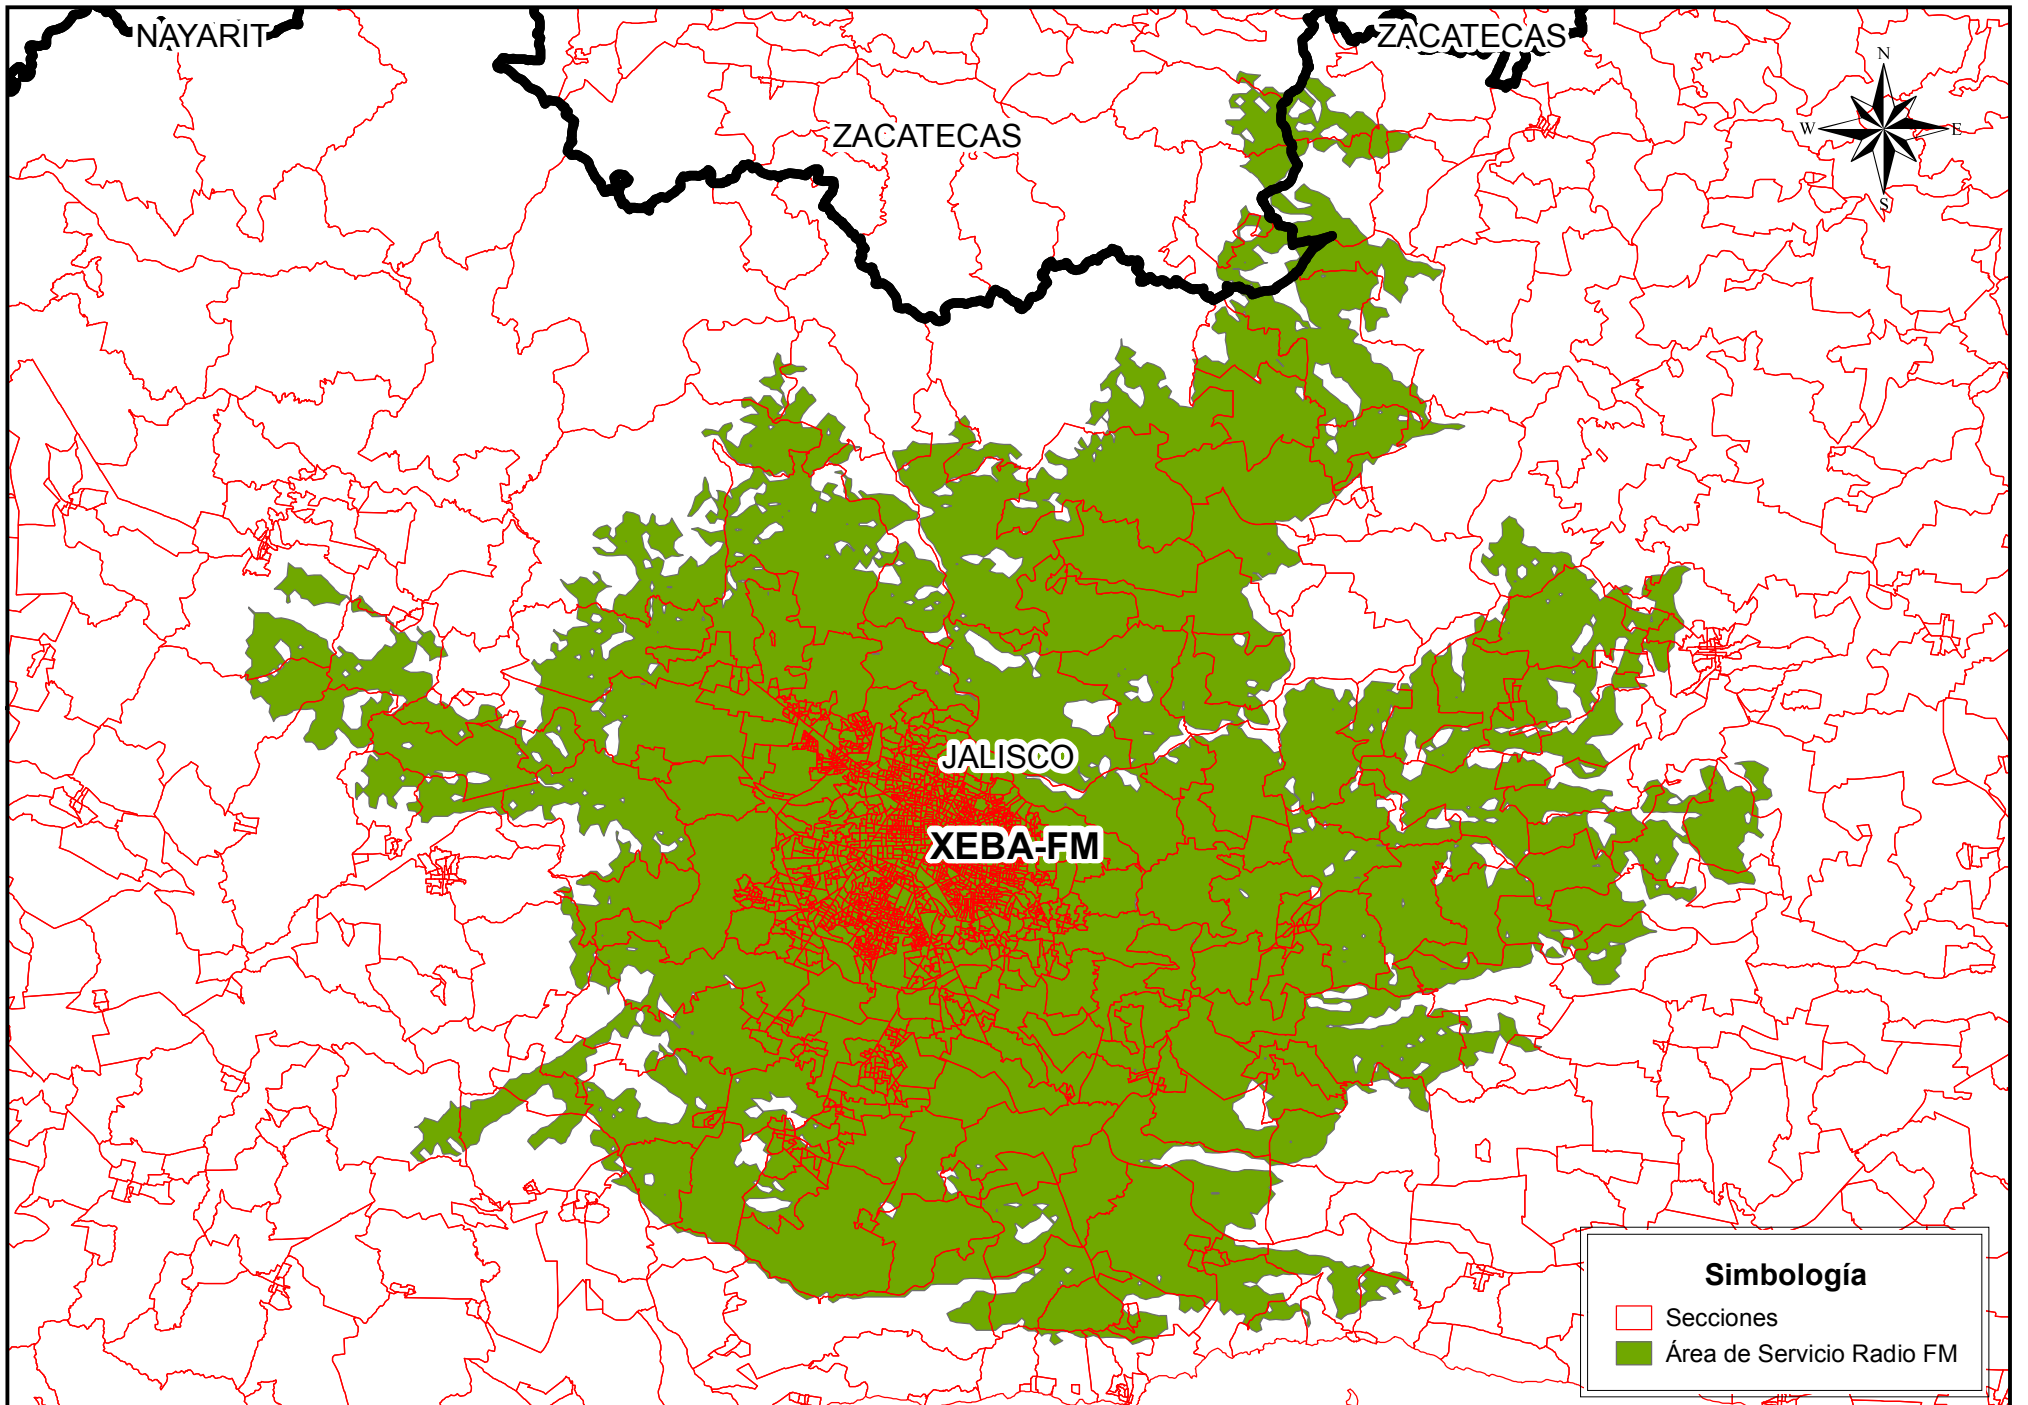 NAYARIT
ZACATECAS
ZACATECAS
N
W
E
S
JALISCO
XEBA-FM
Simbología
Secciones
Área de Servicio Radio FM